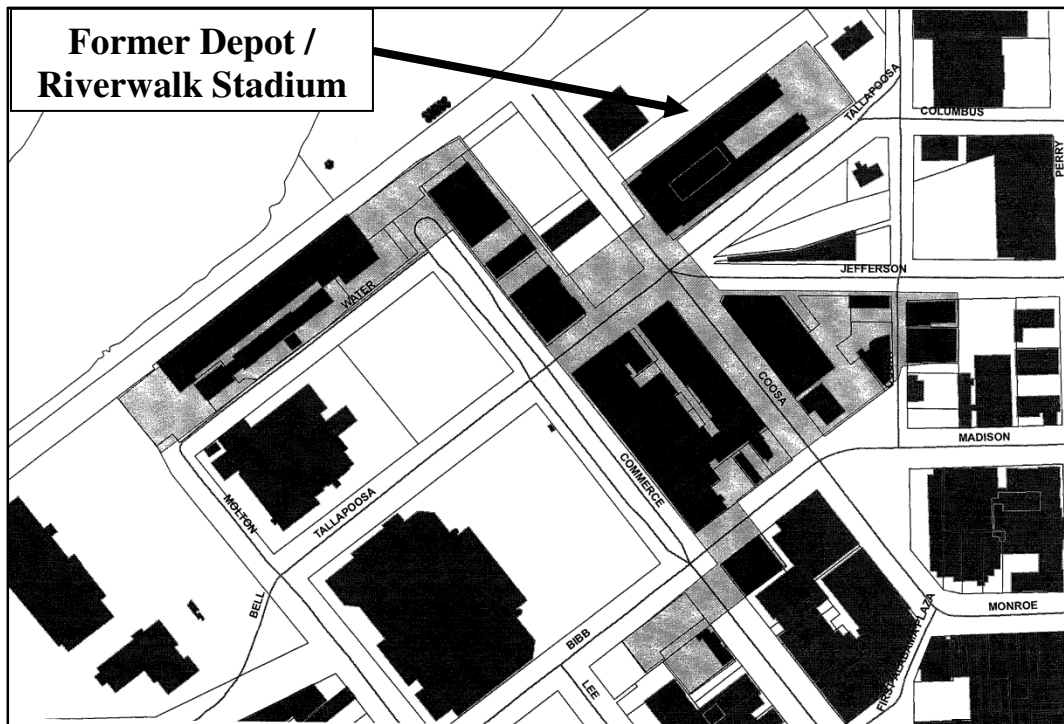 Former Depot /
Riverwalk Stadium
TALLAPOOSA
COLUMBUS
PERRY
JEFFERSON
WATER
COOSA
MADISON
COMMERCE
MOLTON
TALLAPOOSA
BELL
BIBB
LEE
MONROE
FIRST ALABAMA PLAZA